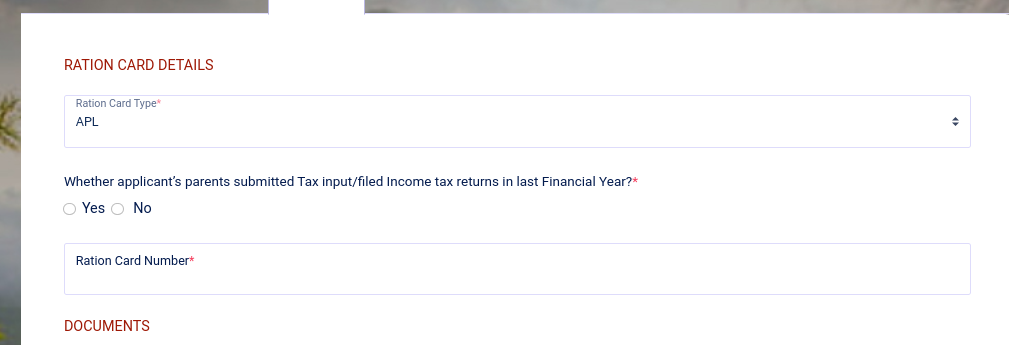 RATION CARD DETAILS
Ration Card Type*
APL
Whether applicant's parents submitted Tax input/filed Income tax returns in last Financial Year?*
Yes No
Ration Card Number*
DOCUMENTS